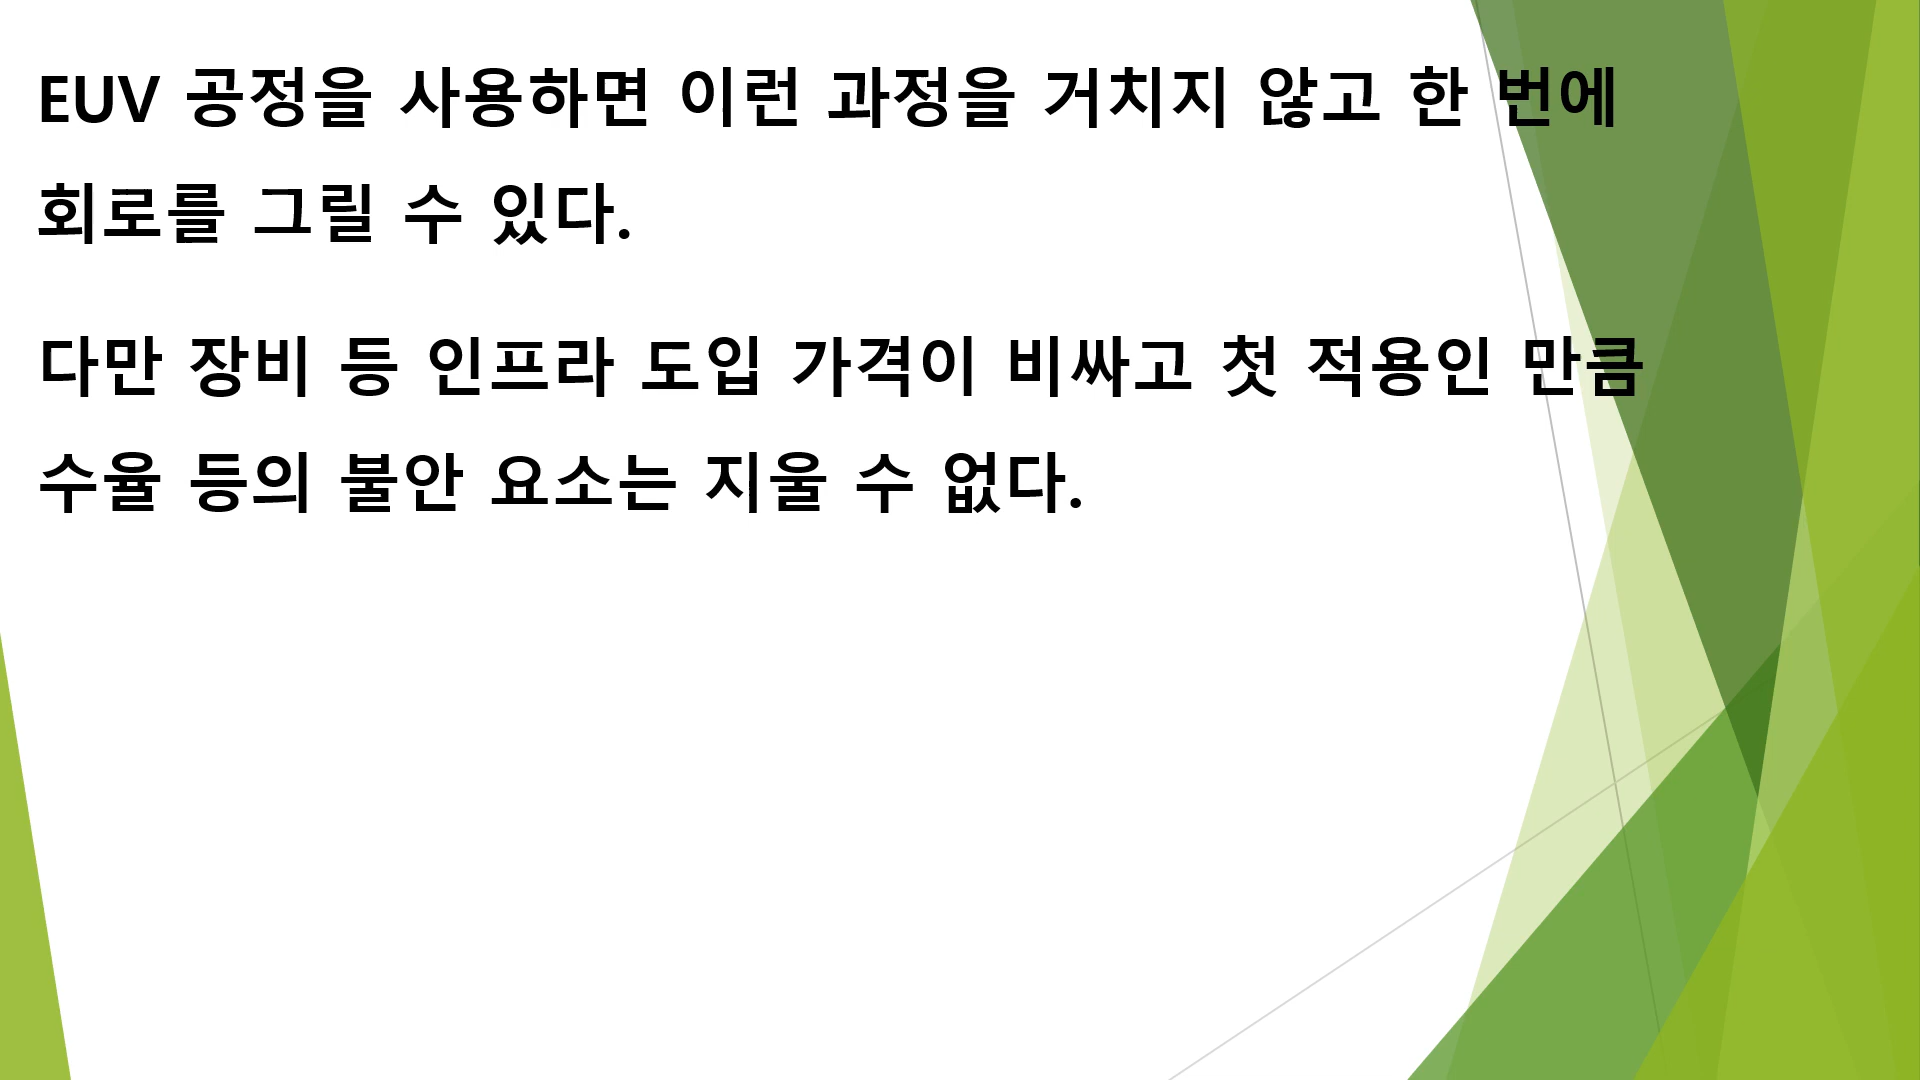 EUV 공정을 사용하면 이런 과정을 거치지 않고 한 번에
회로를 그릴 수 있다.
다만 장비 등 인프라 도입 가격이 비싸고 첫 적용인 만큼
수율 등의 불안 요소는 지울 수 없다.